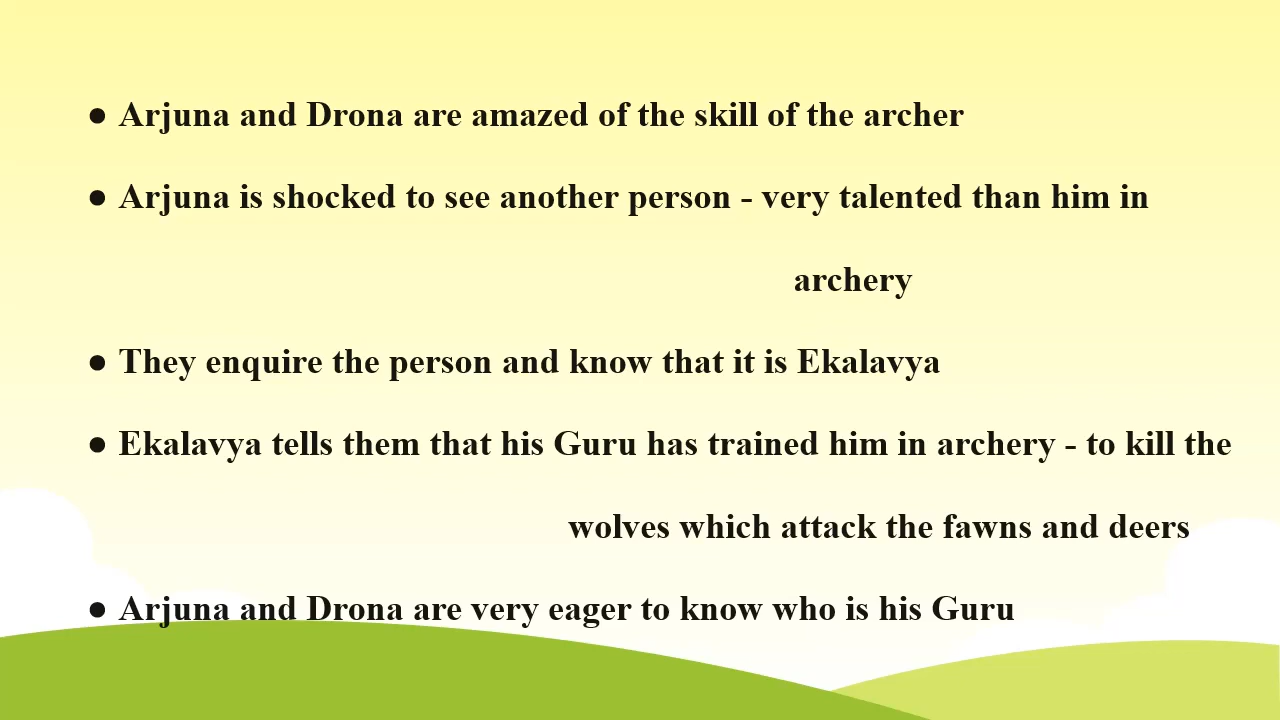 ● Arjuna and Drona are amazed of the skill of the archer
● Arjuna is shocked to see another person - very talented than him in
archery
● They enquire the person and know that it is Ekalavya
● Ekalavya tells them that his Guru has trained him in archery - to kill the
wolves which attack the fawns and deers
● Arjuna and Drona are very eager to know who is his Guru